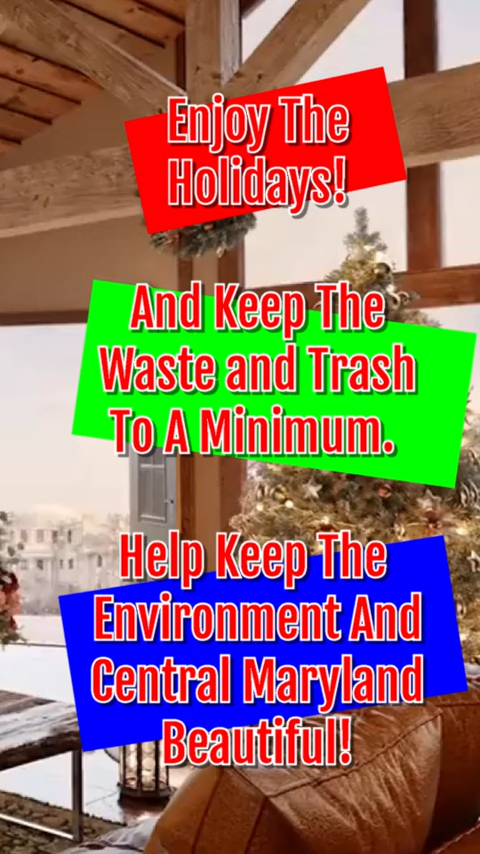 Enjoy The
Holidays!
And Keep The
Waste and Trash
To A Minimum.
Help Keep The
Environment And
Central Maryland
Beautiful!